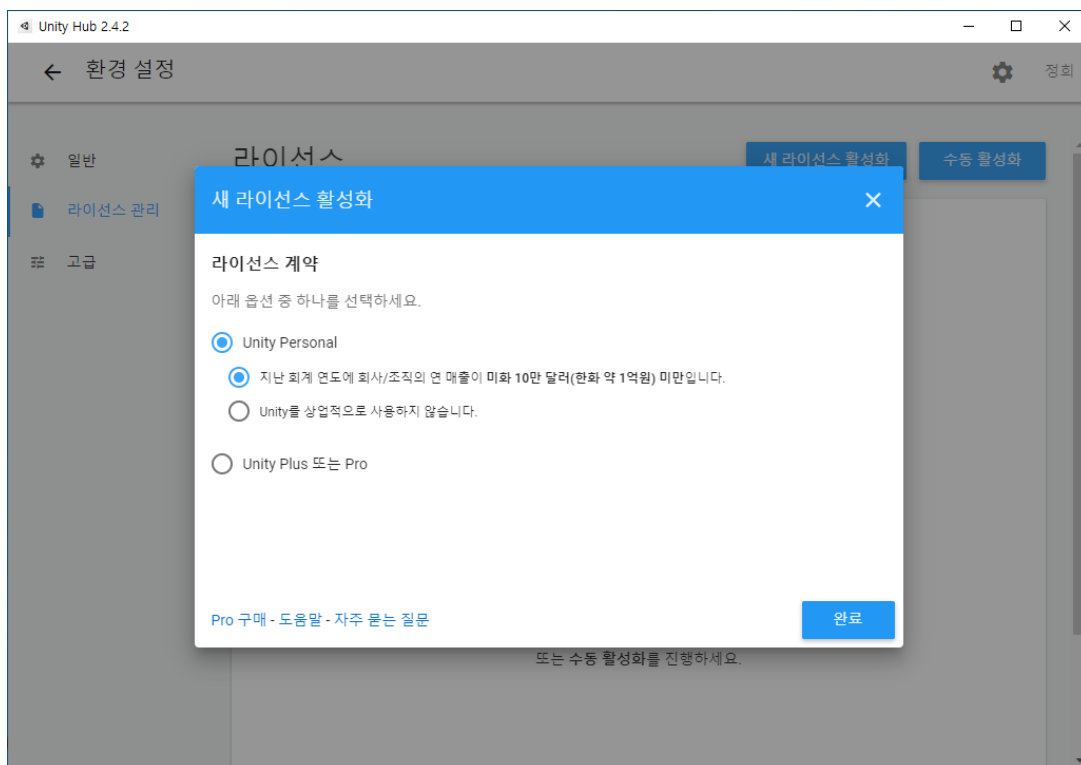 Unity Hub 2.4.2
환경 설정
정희
일반
라이선스 관리
고급
라이선스
새 라이선스 활성화
수동 활성화
새 라이선스 활성화
라이선스 계약
아래 옵션 중 하나를 선택하세요.
Unity Personal
지난 회계 연도에 회사/조직의 연 매출이 미화 10만 달러(한화 약 1억원) 미만입니다.
Unity를 상업적으로 사용하지 않습니다.
Unity Plus 또는 Pro
Pro 구매 - 도움말 - 자주 묻는 질문
완료
또는 수동 활성화를 진행하세요.